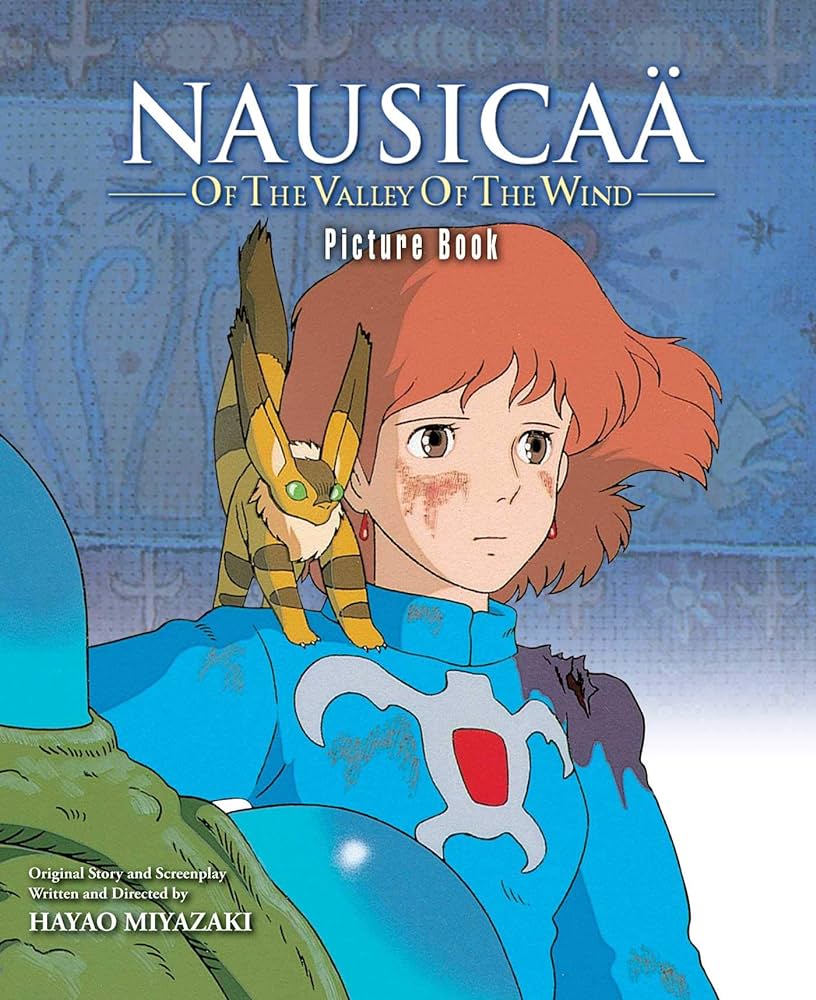 NAUSICAÄ
OF THE VALLEY OF THE WIND
Picture Book
Original Story and Screenplay
Written and Directed by
HAYAO MIYAZAKI